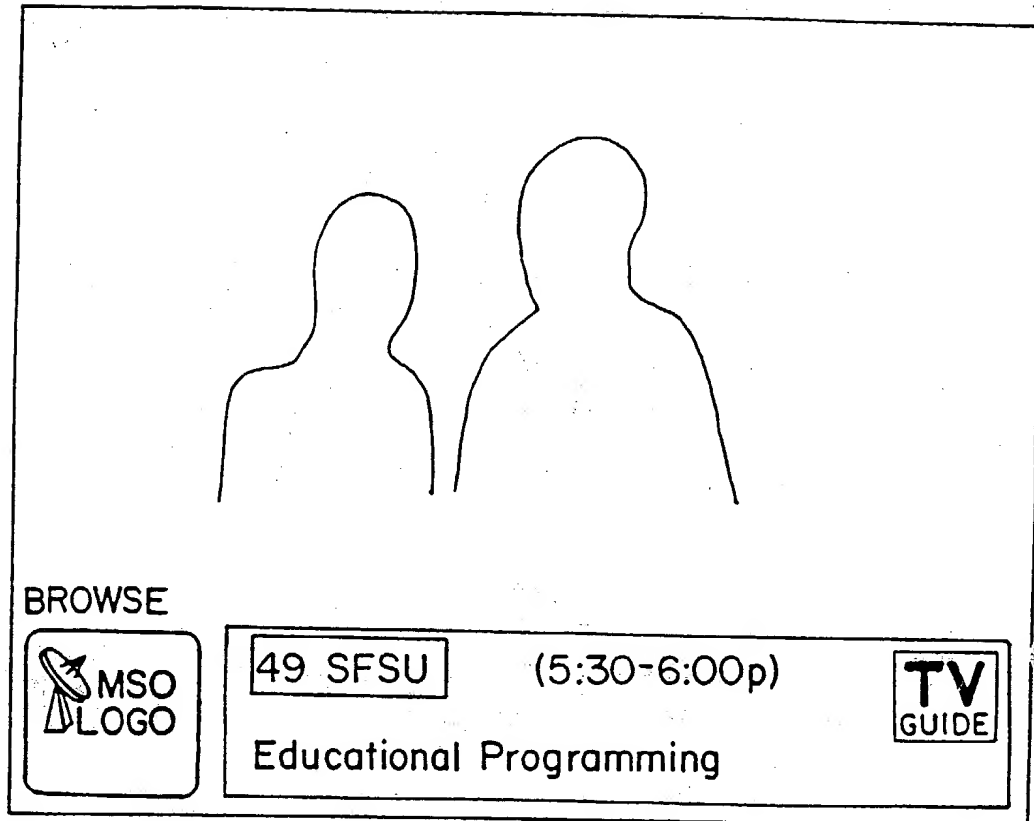 BROWSE
MSO
LOGO
49 SFSU (5:30-6:00p)
Educational Programming
TV
GUIDE